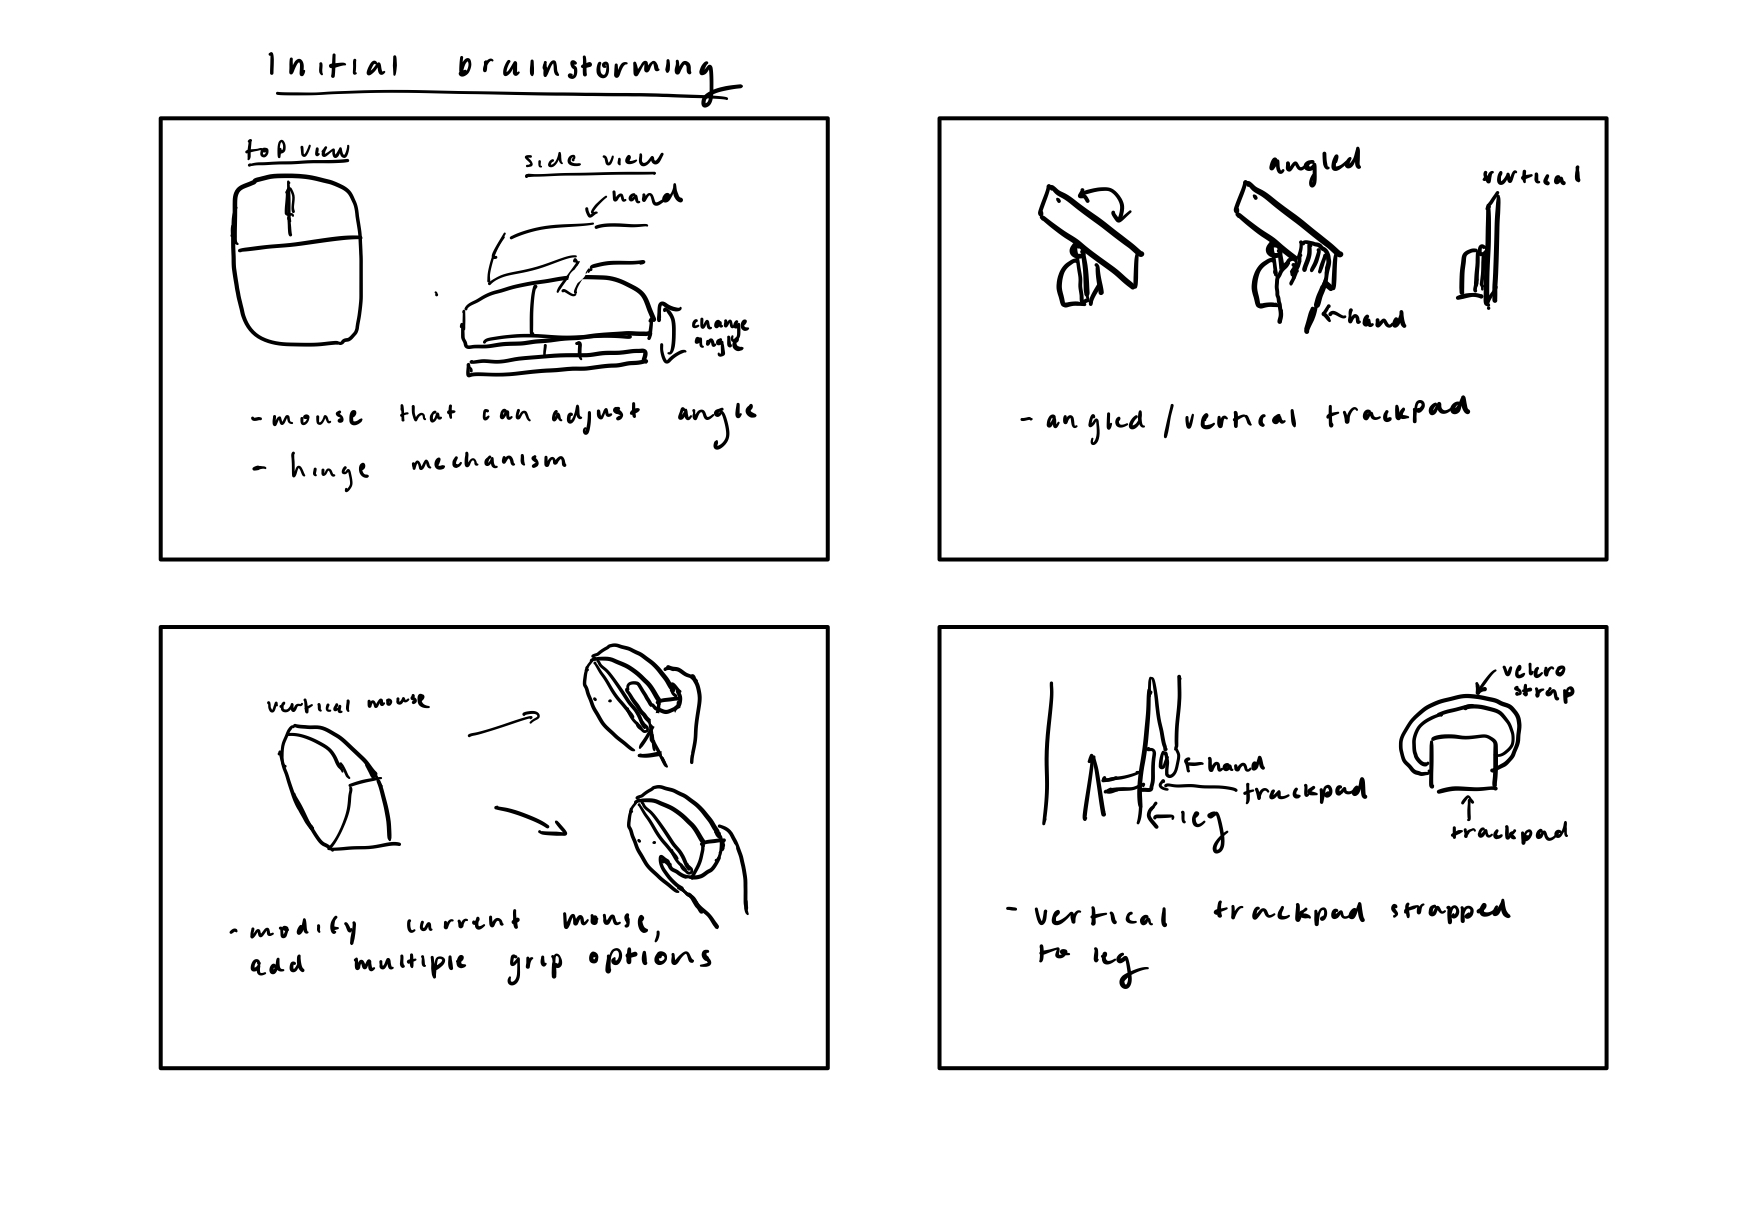 Initial brainstorming
top view
side view
hand
change
angle
- mouse that can adjust angle
- hinge mechanism
angled
vertical
hand
- angled / vertical trackpad
vertical mouse
- modify current mouse,
add multiple grip options
velcro
strap
hand
trackpad
leg
trackpad
- vertical trackpad strapped
to leg